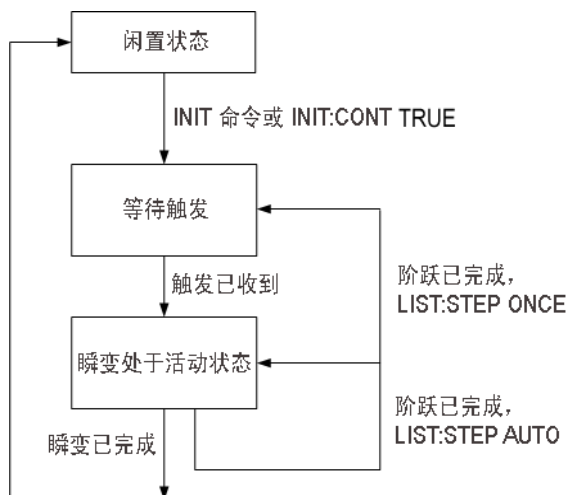 闲置状态
INIT 命令或 INIT:CONT TRUE
等待触发
触发已收到
阶跃已完成，
LIST:STEP ONCE
瞬变处于活动状态
阶跃已完成，
LIST:STEP AUTO
瞬变已完成